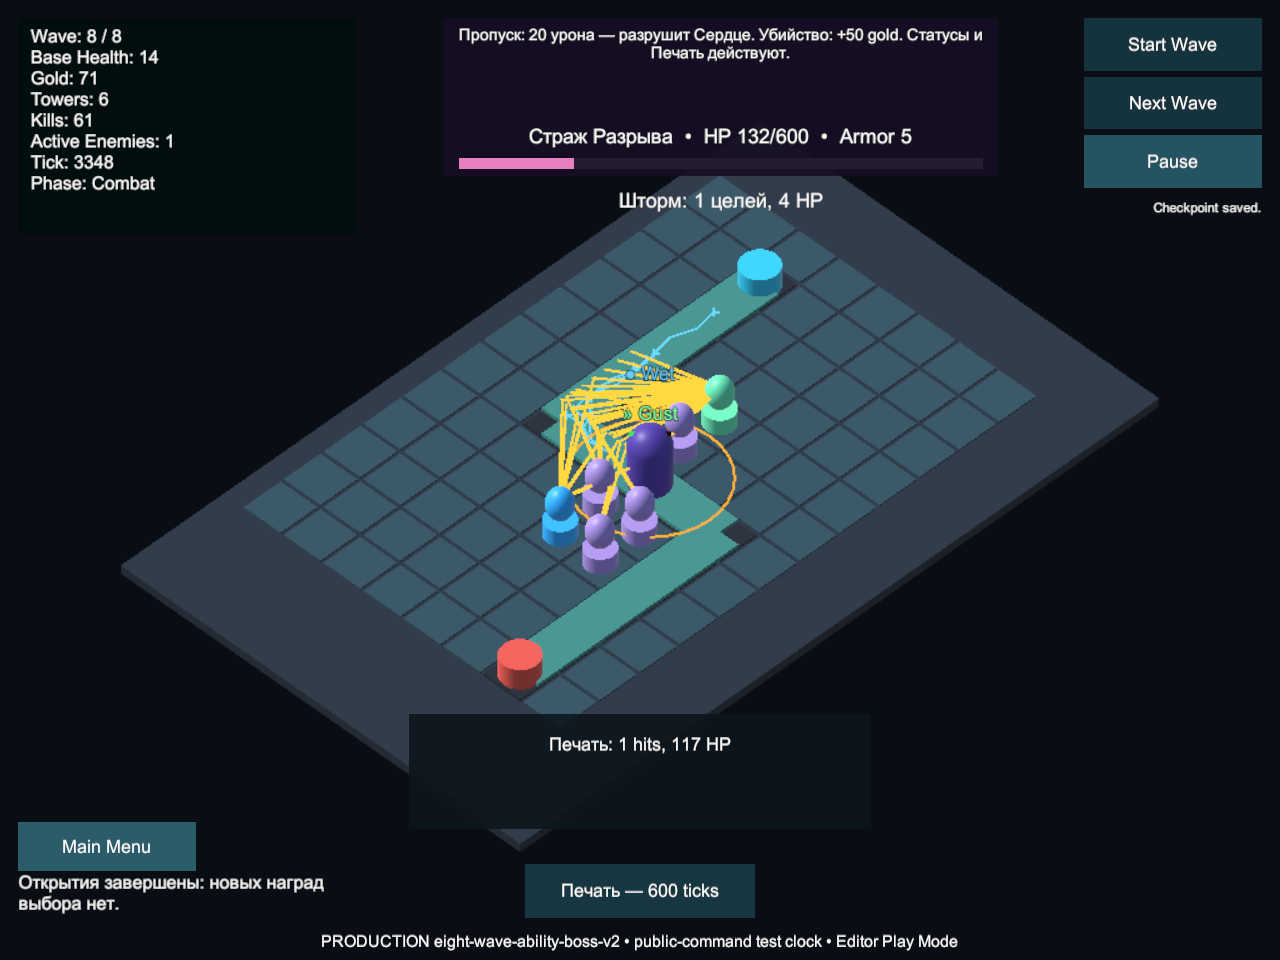 Wave: 8 / 8
Base Health: 14
Gold: 71
Towers: 6
Kills: 61
Active Enemies: 1
Tick: 3348
Phase: Combat
Пропуск: 20 урона — разрушит Сердце. Убийство: +50 gold. Статусы и
Печать действуют.
Страж Разрыва • HP 132/600 • Armor 5
Шторм: 1 целей, 4 HP
Start Wave
Next Wave
Pause
Checkpoint saved.
● Wet
» Gust
Печать: 1 hits, 117 HP
Main Menu
Открытия завершены: новых наград
выбора нет.
Печать — 600 ticks
PRODUCTION eight-wave-ability-boss-v2 • public-command test clock • Editor Play Mode